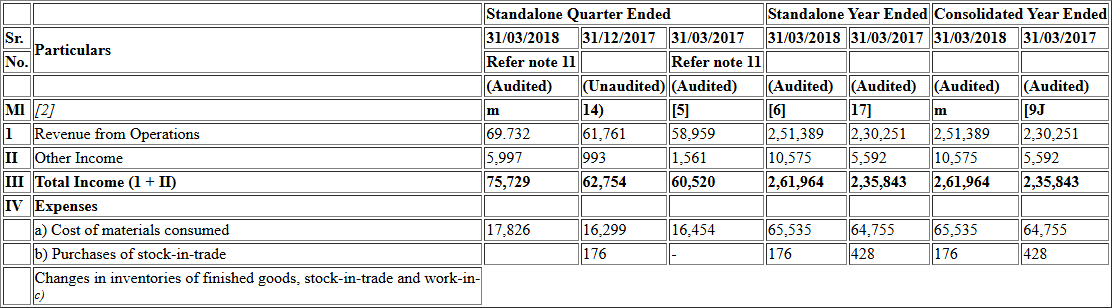 Standalone Quarter Ended Standalone Year Ended Consolidated Year Ended
Sr. Particulars 31/03/2018 31/12/2017 31/03/2017 31/03/2018 31/03/2017 31/03/2018 31/03/2017
No. Refer note 11 Refer note 11
(Audited) (Unaudited) (Audited) (Audited) (Audited) (Audited) (Audited)
Ml [2] m 14) [5] [6] 17] m [9J
1 Revenue from Operations 69.732 61,761 58,959 2,51,389 2,30,251 2,51,389 2,30,251
II Other Income 5,997 993 1,561 10,575 5,592 10,575 5,592
III Total Income (1 + II) 75,729 62,754 60,520 2,61,964 2,35,843 2,61,964 2,35,843
IV Expenses
a) Cost of materials consumed 17,826 16,299 16,454 65,535 64,755 65,535 64,755
b) Purchases of stock-in-trade 176 - 176 428 176 428
Changes in inventories of finished goods, stock-in-trade and work-in-
c)